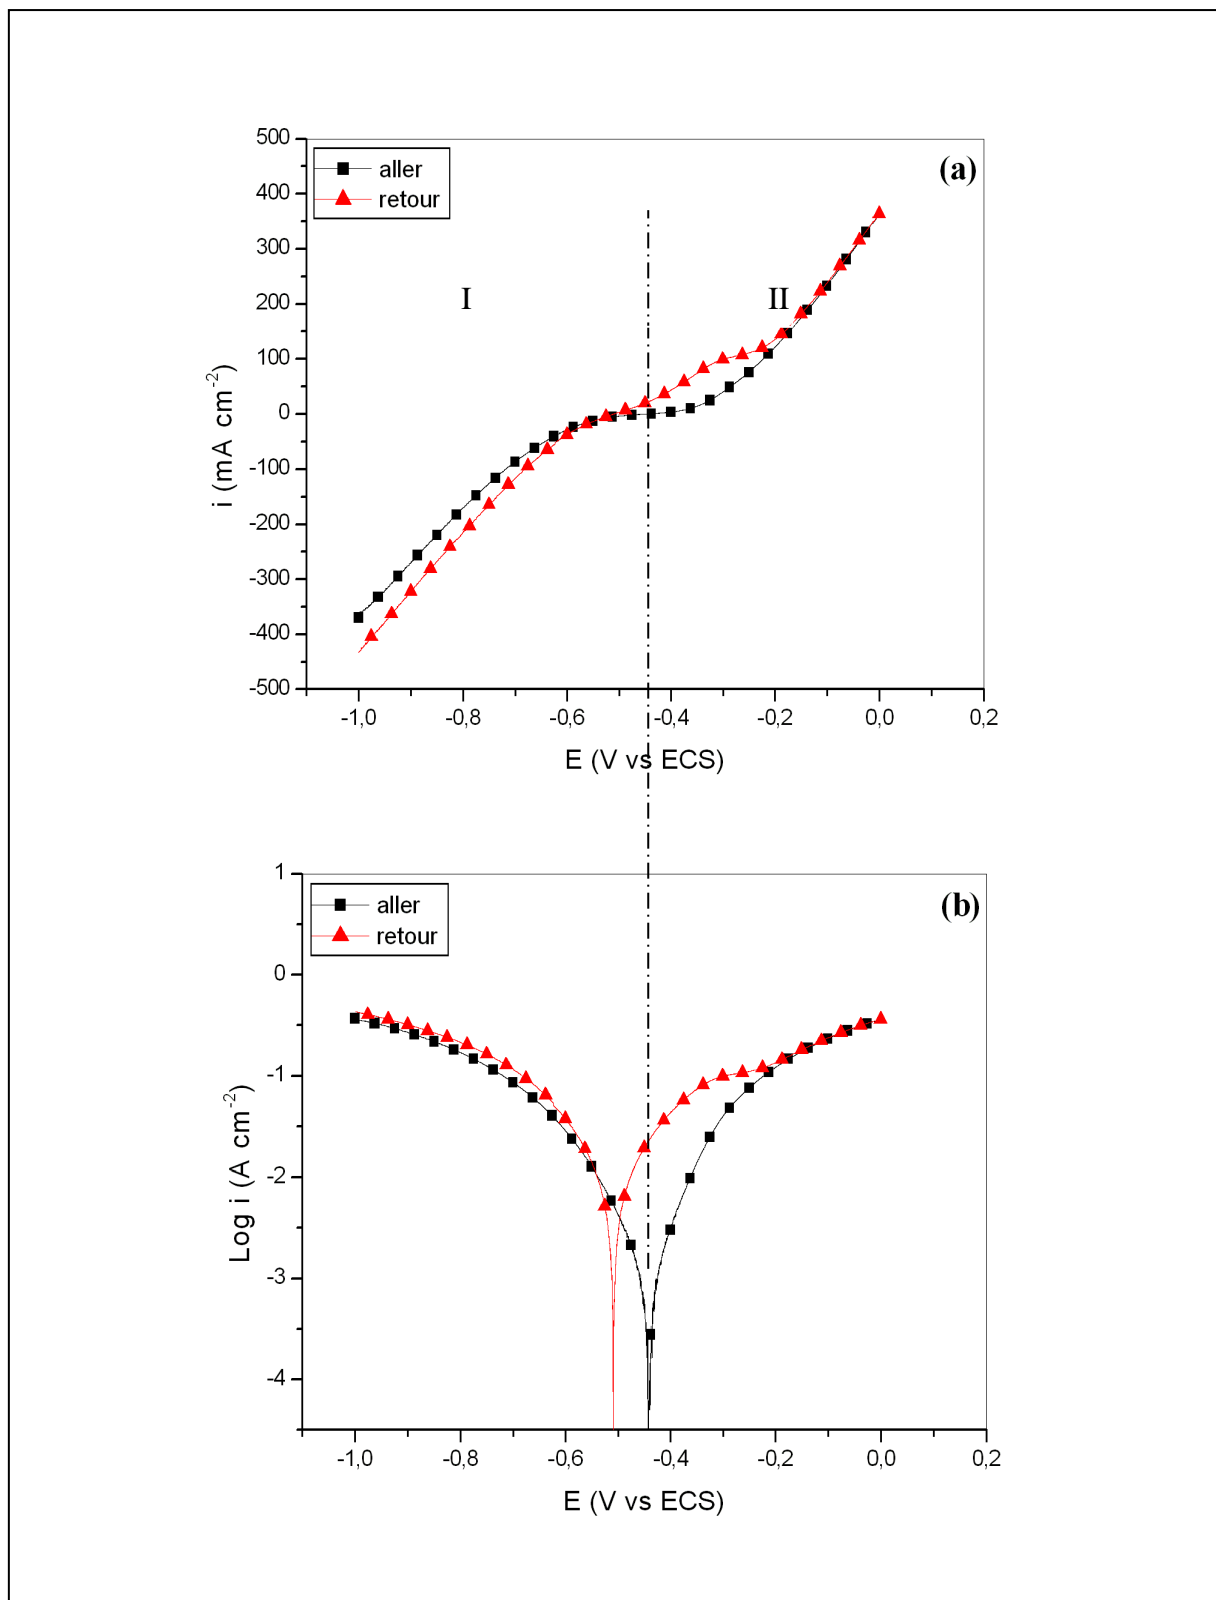 500
400
300
200
100
0
-100
-200
-300
-400
-500
i (mA cm-2)
aller
retour
(a)
I
II
-1,0 -0,8 -0,6 -0,4 -0,2 0,0 0,2
E (V vs ECS)
1
0
-1
-2
-3
-4
Log i (A cm-2)
aller
retour
(b)
-1,0 -0,8 -0,6 -0,4 -0,2 0,0 0,2
E (V vs ECS)